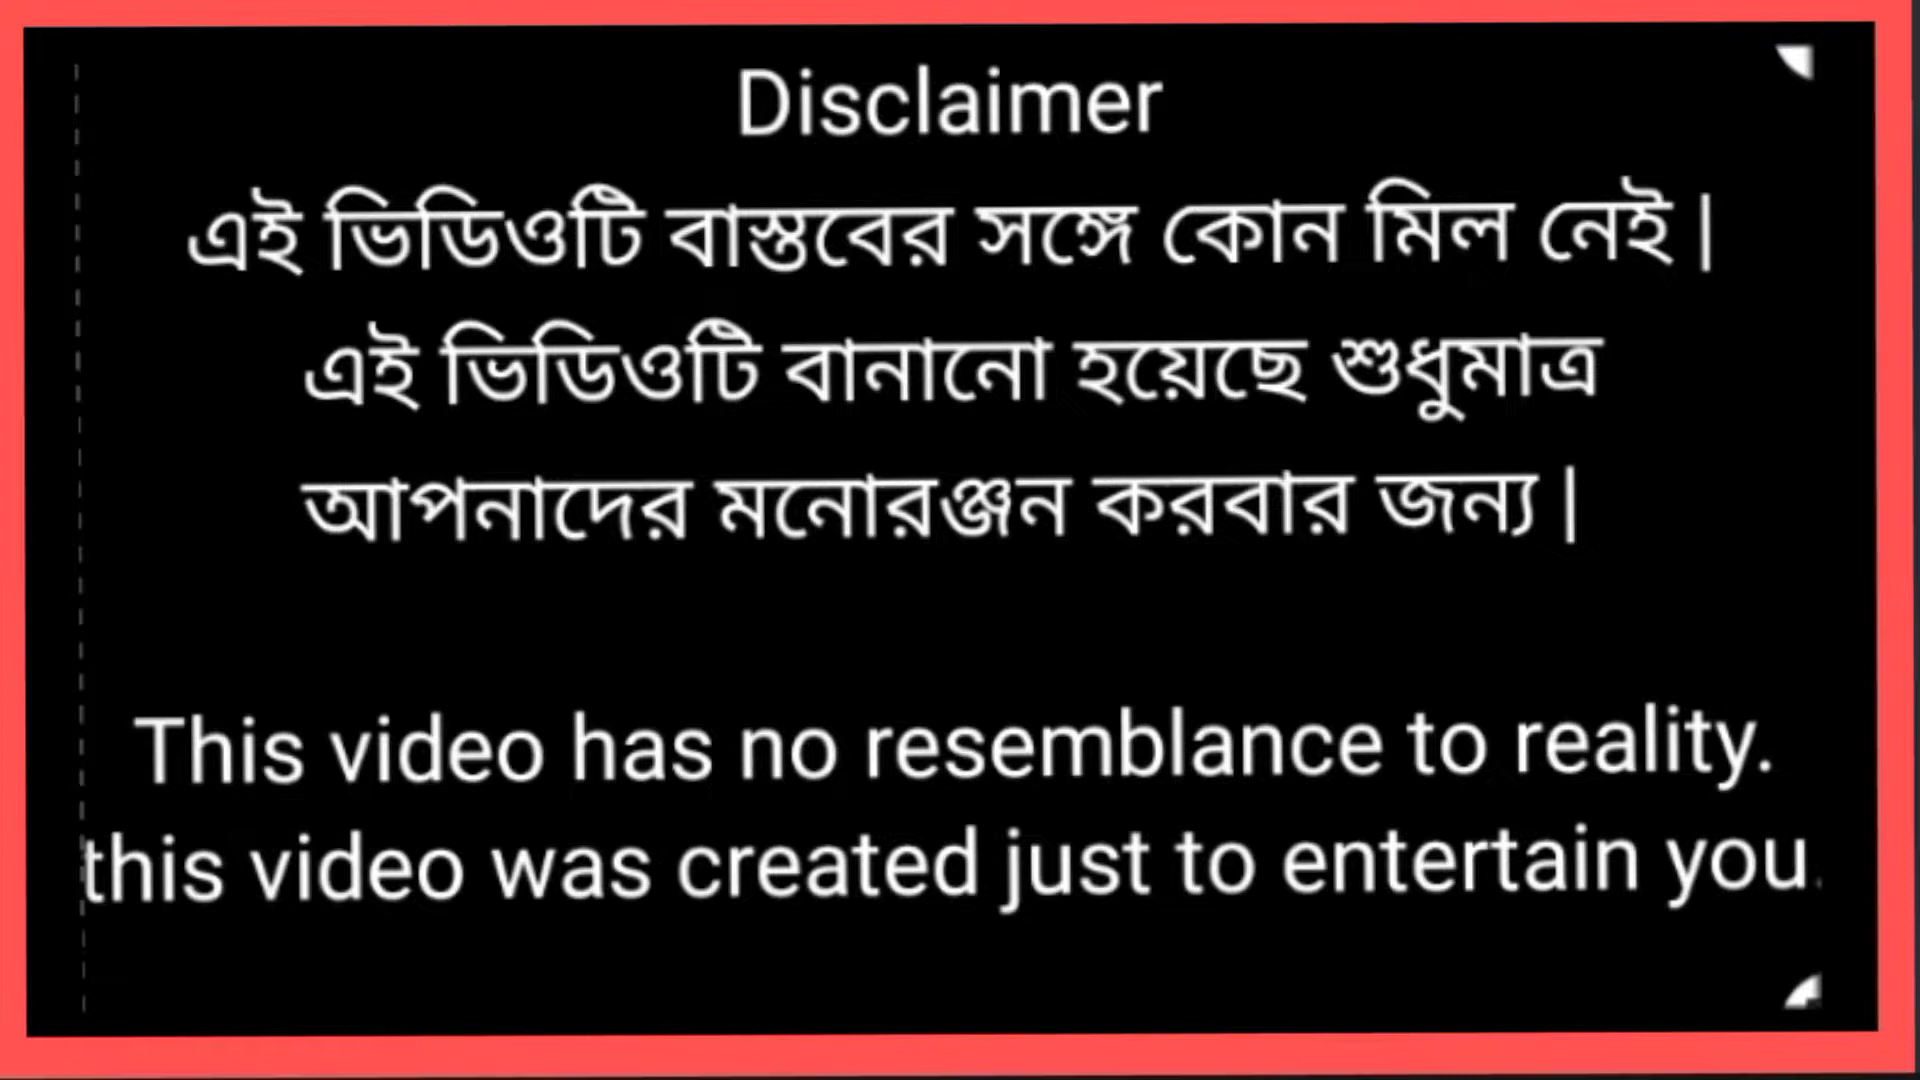 Disclaimer
এই ভিডিওটি বাস্তবের সঙ্গে কোন মিল নেই|
এই ভিডিওটি বানানো হয়েছে শুধুমাত্র
আপনাদের মনোরঞ্জন করবার জন্য|
This video has no resemblance to reality.
this video was created just to entertain you.